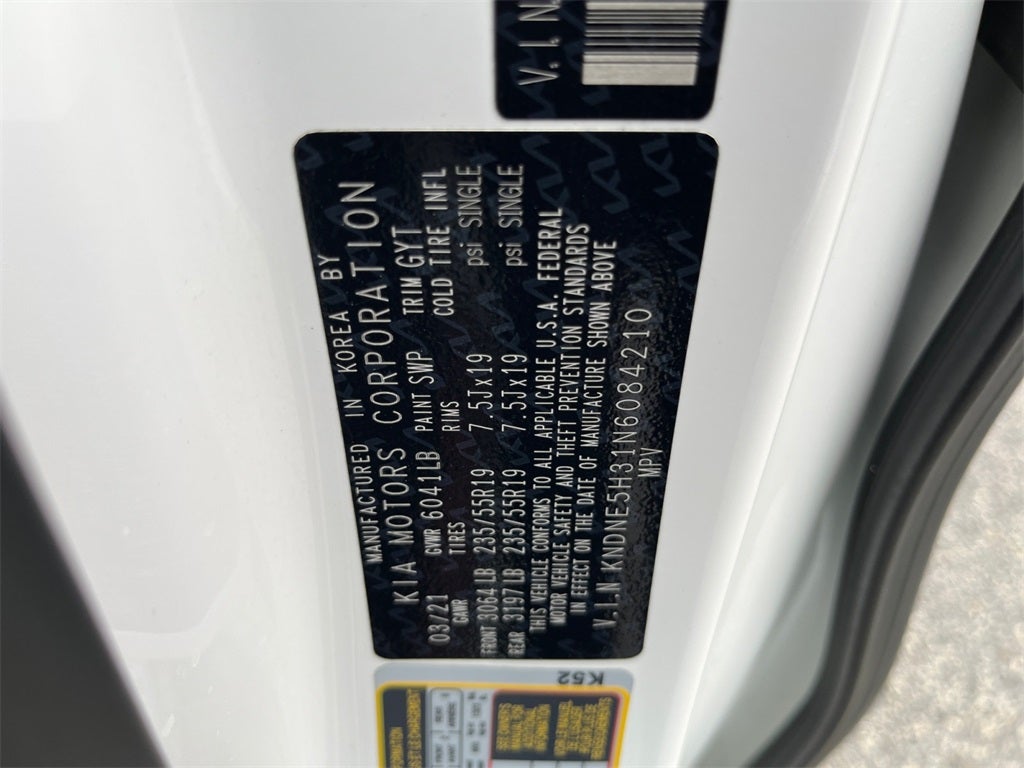 V.I.N
MANUFACTURED IN KOREA BY
KIA MOTORS CORPORATION
03/21 GVWR 6041LB PAINT SWP TRIM GYT
GAWR TIRES RIMS COLD TIRE INFL
FRONT 3064LB 235/55R19 7.5Jx19 psi SINGLE
REAR 3197LB 235/55R19 7.5Jx19 psi SINGLE
THIS VEHICLE CONFORMS TO ALL APPLICABLE U.S.A. FEDERAL
MOTOR VEHICLE SAFETY AND THEFT PREVENTION STANDARDS
IN EFFECT ON THE DATE OF MANUFACTURE SHOWN ABOVE
V.I.N KNDNE5H31N6084210
MPV
K52